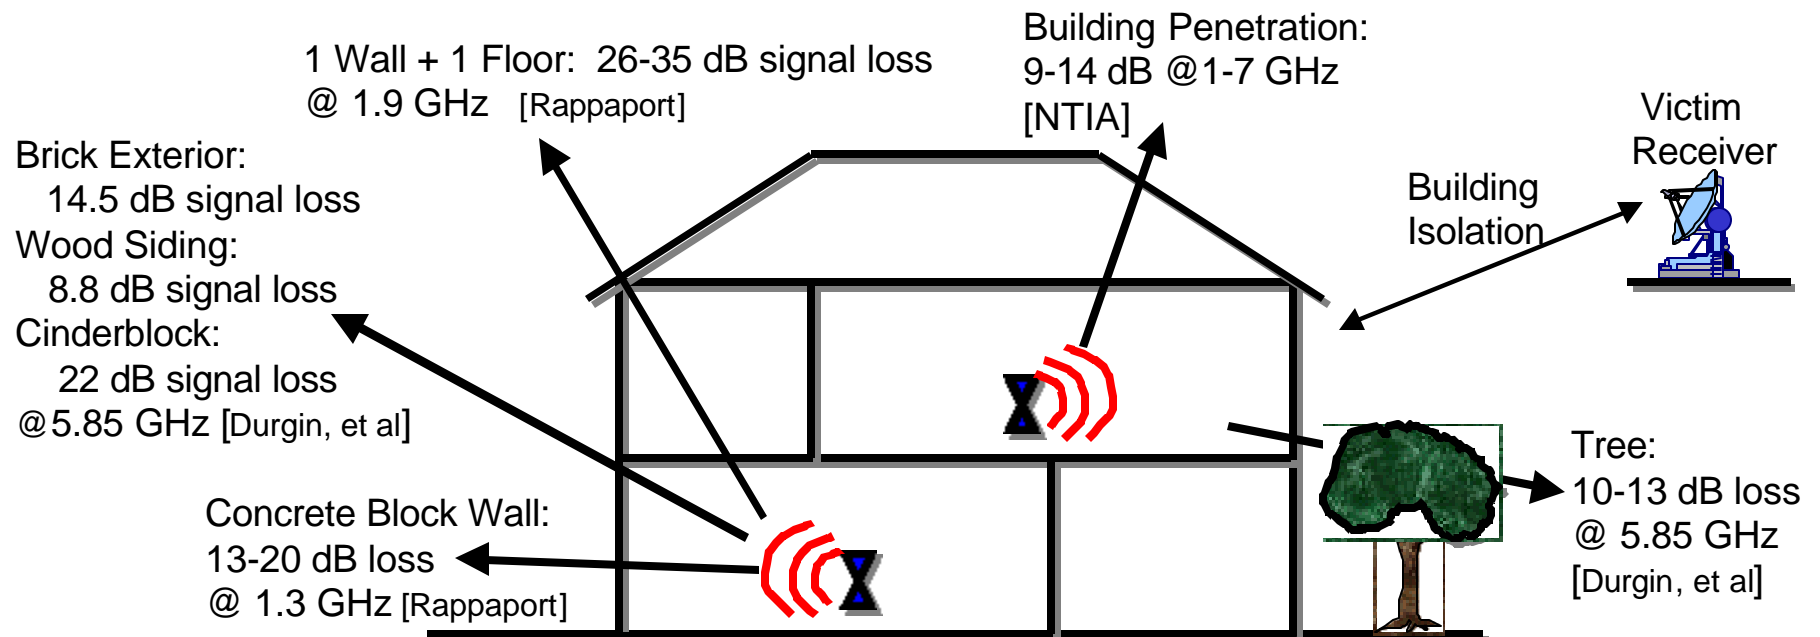 1 Wall + 1 Floor: 26-35 dB signal loss
@ 1.9 GHz [Rappaport]
Building Penetration:
9-14 dB @1-7 GHz
[NTIA]
Victim
Receiver
Building
Isolation
Brick Exterior:
14.5 dB signal loss
Wood Siding:
8.8 dB signal loss
Cinderblock:
22 dB signal loss
@5.85 GHz [Durgin, et al]
Concrete Block Wall:
13-20 dB loss
@ 1.3 GHz [Rappaport]
Tree:
10-13 dB loss
@ 5.85 GHz
[Durgin, et al]